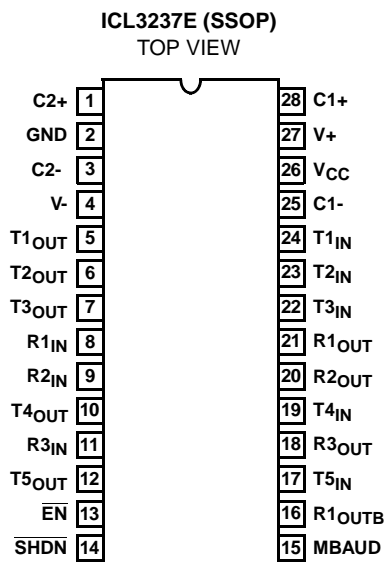 ICL3237E (SSOP)
TOP VIEW
C2+ 1 28 C1+
GND 2 27 V+
C2- 3 26 VCC
V- 4 25 C1-
T1OUT 5 24 T1IN
T2OUT 6 23 T2IN
T3OUT 7 22 T3IN
R1IN 8 21 R1OUT
R2IN 9 20 R2OUT
T4OUT 10 19 T4IN
R3IN 11 18 R3OUT
T5OUT 12 17 T5IN
EN 13 16 R1OUTB
SHDN 14 15 MBAUD